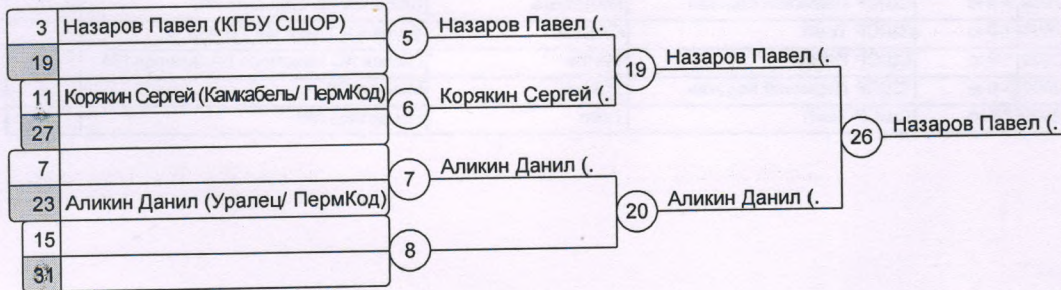 3 Назаров Павел (КГБУ СШОР)
19
11 Корякин Сергей (Камкабель/ ПермКод)
27
7
23 Аликин Данил (Уралец/ ПермКод)
15
31
5 Назаров Павел (.
6 Корякин Сергей (.
7 Аликин Данил (.
8
19 Назаров Павел (.
20 Аликин Данил (.
26 Назаров Павел (.